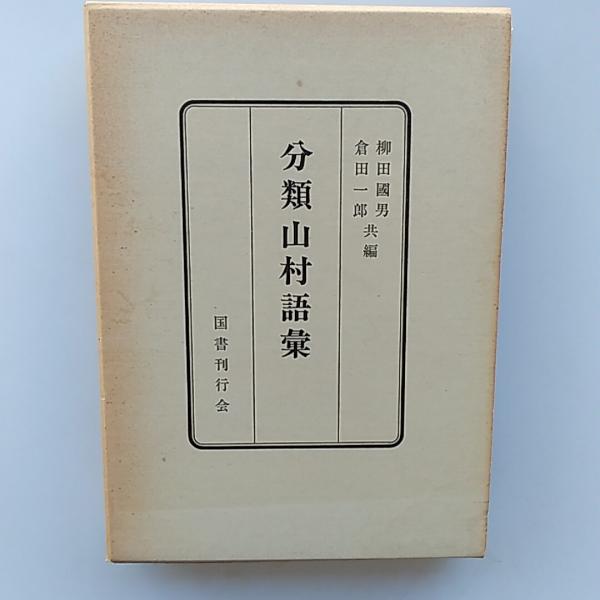 柳田國男
倉田一郎 共編
分類山村語彙
国書刊行会